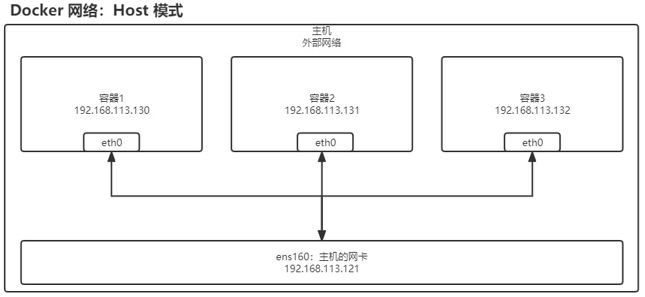 Docker 网络：Host 模式
主机
外部网络
容器1
192.168.113.130
eth0
容器2
192.168.113.131
eth0
容器3
192.168.113.132
eth0
ens160：主机的网卡
192.168.113.121